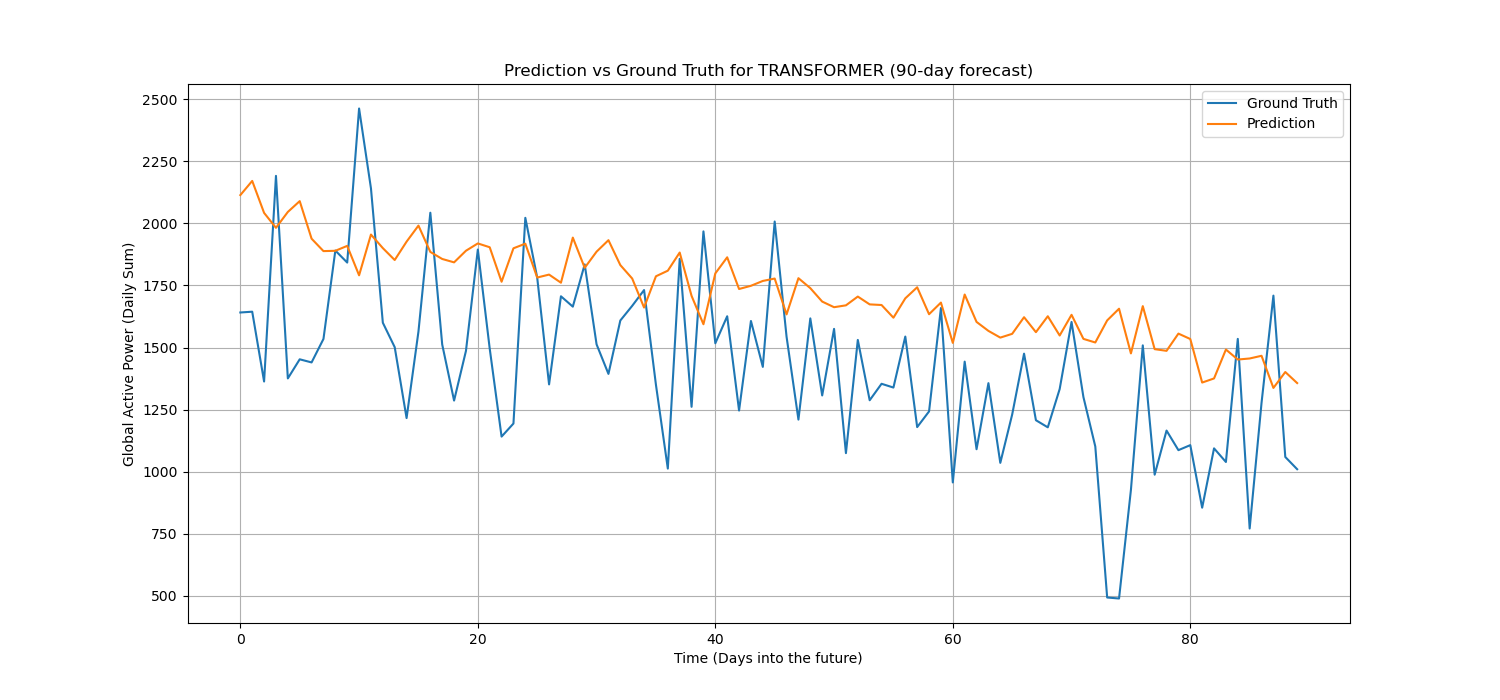 Prediction vs Ground Truth for TRANSFORMER (90-day forecast)
Ground Truth
Prediction
Global Active Power (Daily Sum)
2500
2250
2000
1750
1500
1250
1000
750
500
0 20 40 60 80
Time (Days into the future)